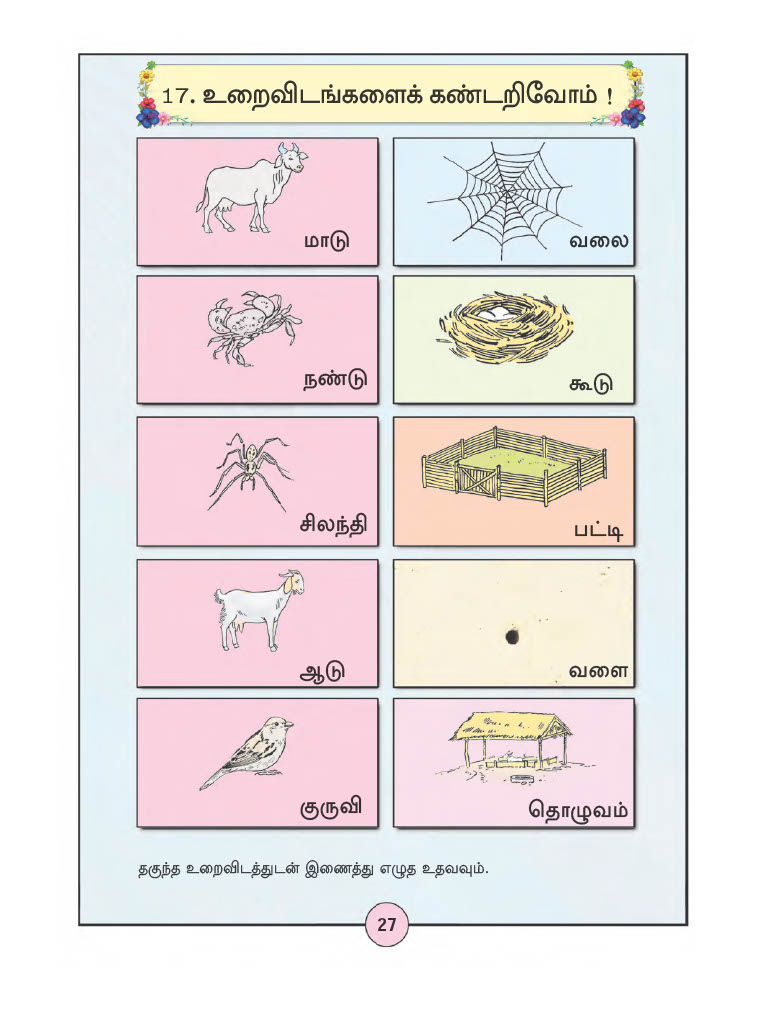 17. உறைவிடங்களைக் கண்டறிவோம் !
மாடு
வலை
நண்டு
கூடு
சிலந்தி
பட்டி
ஆடு
வளை
குருவி
தொழுவம்
தகுந்த உறைவிடத்துடன் இணைத்து எழுத உதவவும்.
27